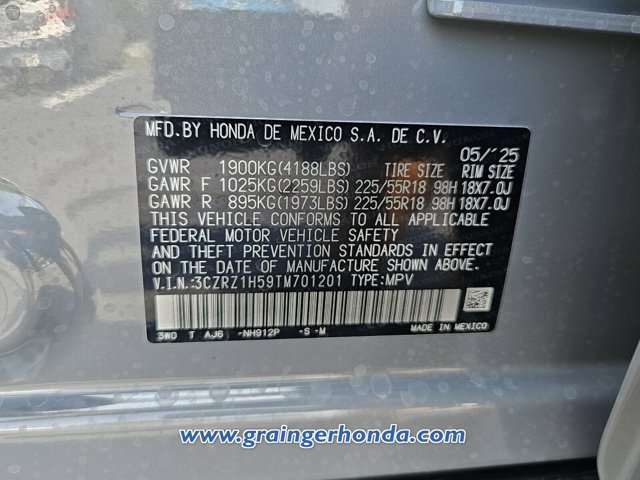 MFD.BY HONDA DE MEXICO S.A. DE C.V.
05/'25
GVWR 1900KG(4188LBS) TIRE SIZE RIM SIZE
GAWR F 1025KG(2259LBS) 225/55R18 98H 18X7.0J
GAWR R 895KG(1973LBS) 225/55R18 98H 18X7.0J
THIS VEHICLE CONFORMS TO ALL APPLICABLE
FEDERAL MOTOR VEHICLE SAFETY
AND THEFT PREVENTION STANDARDS IN EFFECT
ON THE DATE OF MANUFACTURE SHOWN ABOVE.
V.I.N.:3CZRZ1H59TM701201 TYPE:MPV
3W0 T AJ6 -NH912P -S -M
MADE IN MEXICO
www.graingerhonda.com